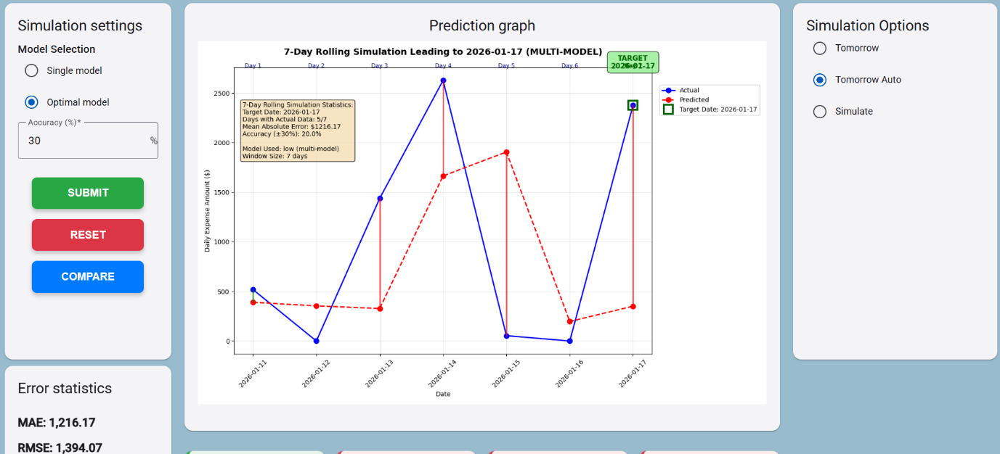 Simulation settings
Model Selection
Single model
Optimal model
Accuracy (%)*
30 %
SUBMIT
RESET
COMPARE
Error statistics
MAE: 1,216.17
RMSE: 1,394.07
Prediction graph
7-Day Rolling Simulation Leading to 2026-01-17 (MULTI-MODEL)
Day 1 Day 2 Day 3 Day 4 Day 5 Day 6
TARGET
2026-01-17
Actual
Predicted
Target Date: 2026-01-17
7-Day Rolling Simulation Statistics:
Target Date: 2026-01-17
Days with Actual Data: 5/7
Mean Absolute Error: $1216.17
Accuracy (±30%): 20.0%
Model Used: low (multi-model)
Window Size: 7 days
Daily Expense Amount ($)
2500
2000
1500
1000
500
0
2026-01-11 2026-01-12 2026-01-13 2026-01-14 2026-01-15 2026-01-16 2026-01-17
Date
Simulation Options
Tomorrow
Tomorrow Auto
Simulate